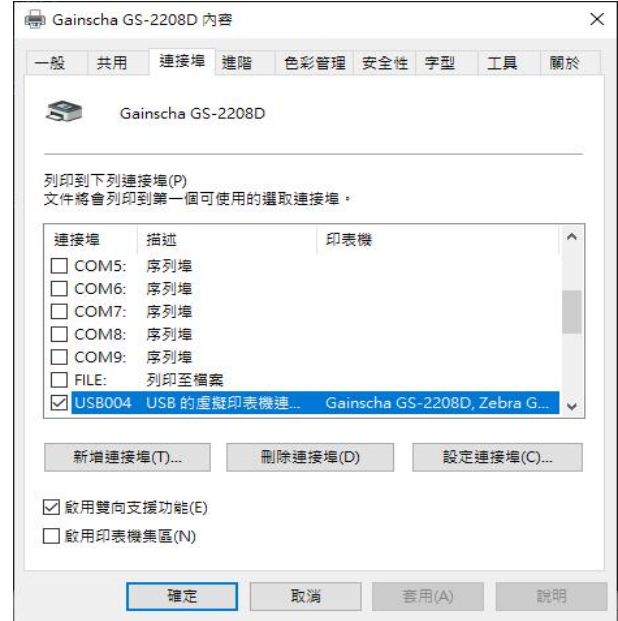 Gainscha GS-2208D 內容
一般 共用 連接埠 進階 色彩管理 安全性 字型 工具 關於
Gainscha GS-2208D
列印到下列連接埠(P)
文件將會列印到第一個可使用的選取連接埠。
連接埠 描述 印表機
COM5: 序列埠
COM6: 序列埠
COM7: 序列埠
COM8: 序列埠
COM9: 序列埠
FILE: 列印至檔案
USB004 USB 的虛擬印表機連... Gainscha GS-2208D, Zebra G...
新增連接埠(T)... 刪除連接埠(D) 設定連接埠(C)...
啟用雙向支援功能(E)
啟用印表機集區(N)
確定 取消 套用(A) 說明